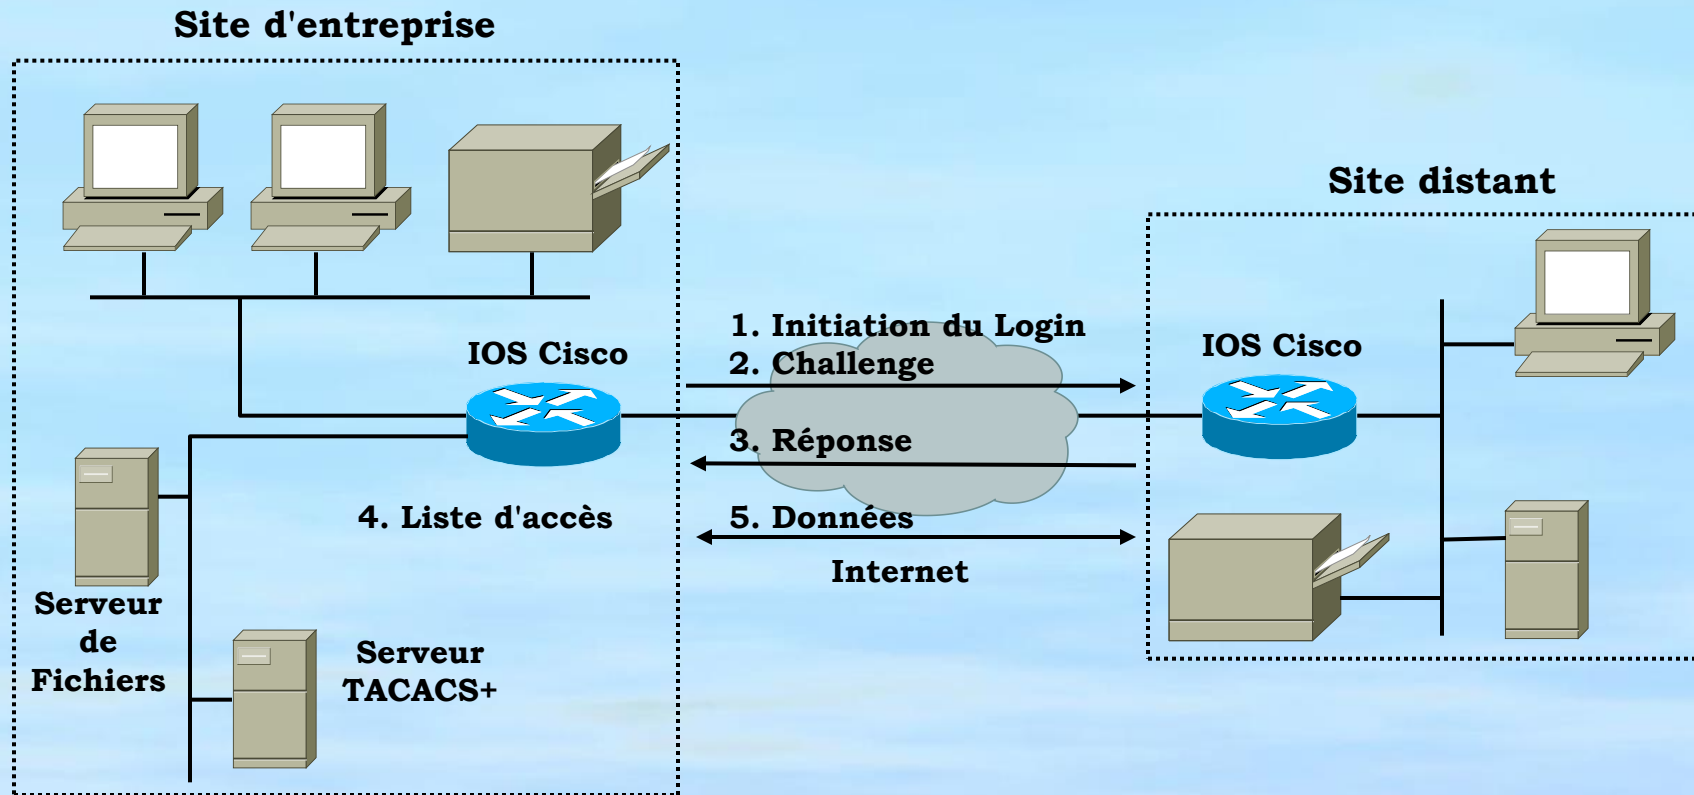 Site d'entreprise
Site distant
IOS Cisco
1. Initiation du Login
2. Challenge
IOS Cisco
3. Réponse
4. Liste d'accès
5. Données
Internet
Serveur
de
Fichiers
Serveur
TACACS+